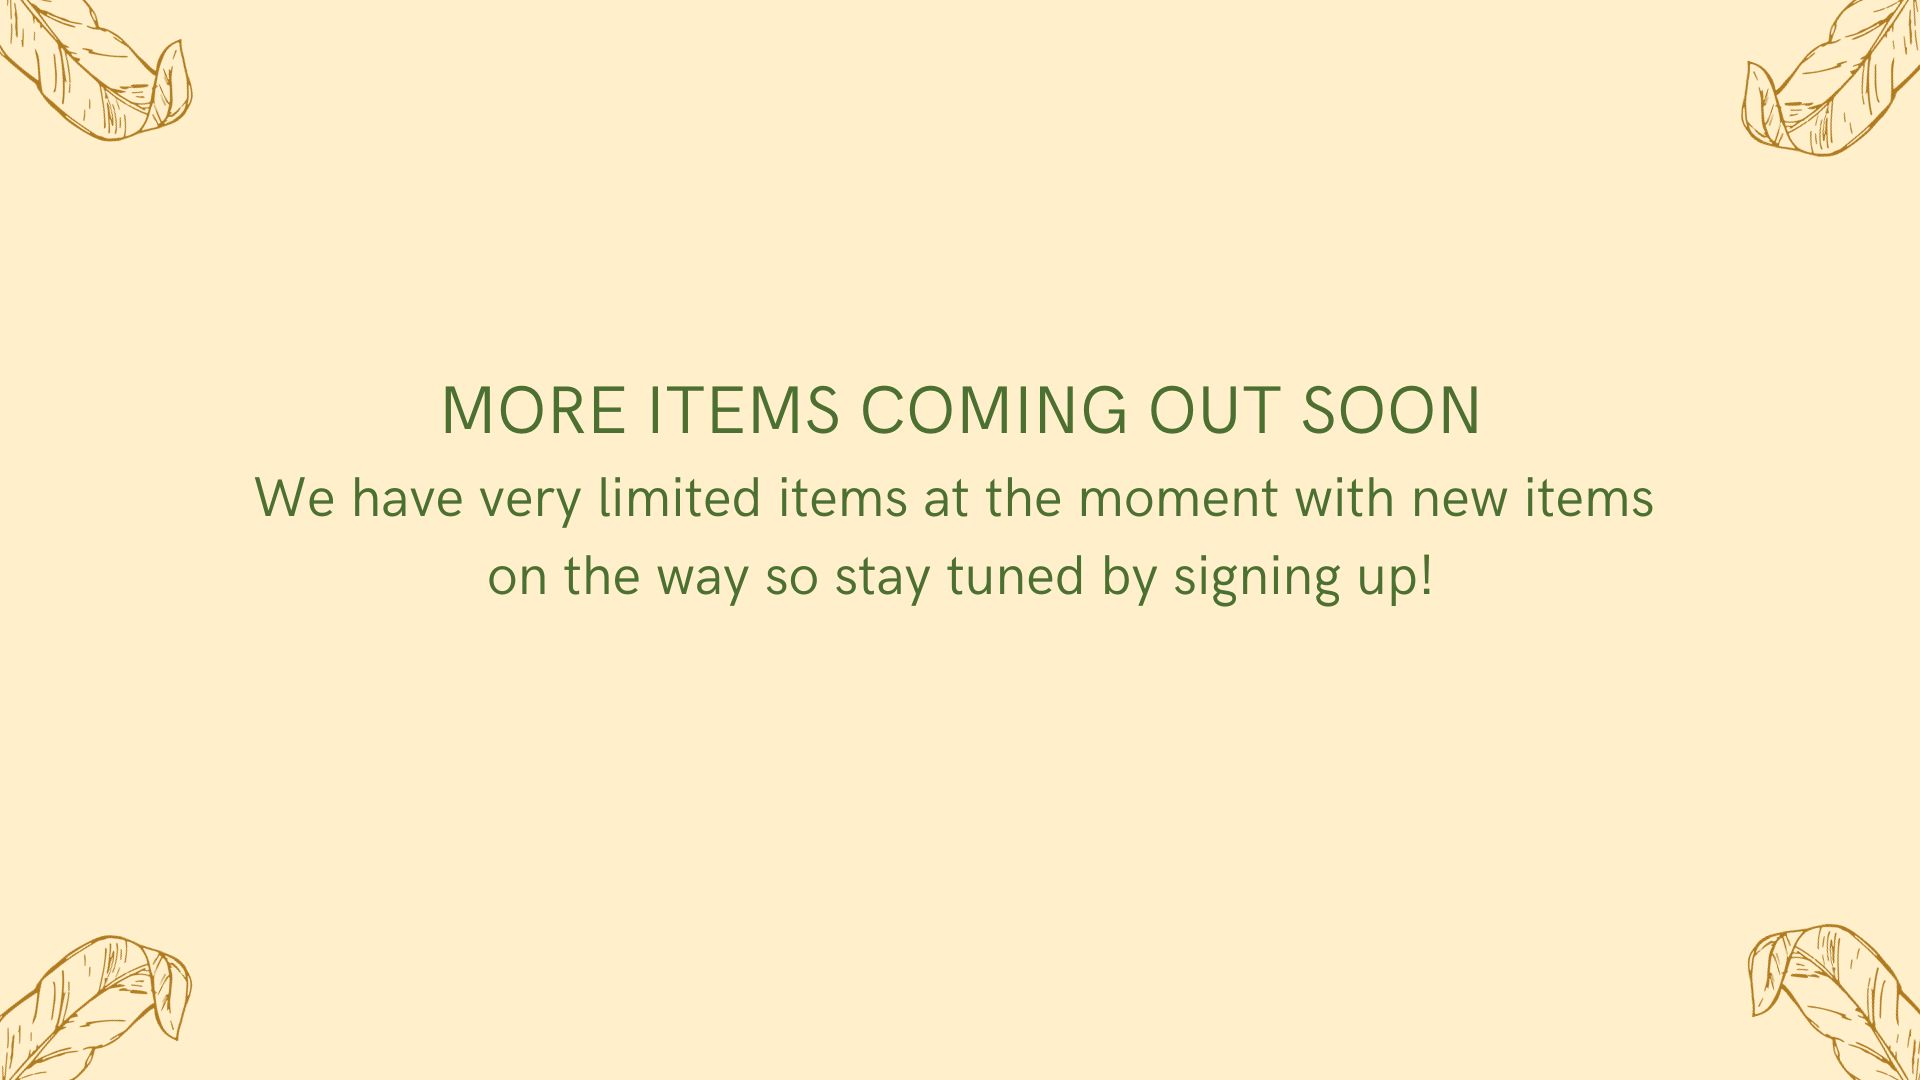 MORE ITEMS COMING OUT SOON
We have very limited items at the moment with new items
on the way so stay tuned by signing up!